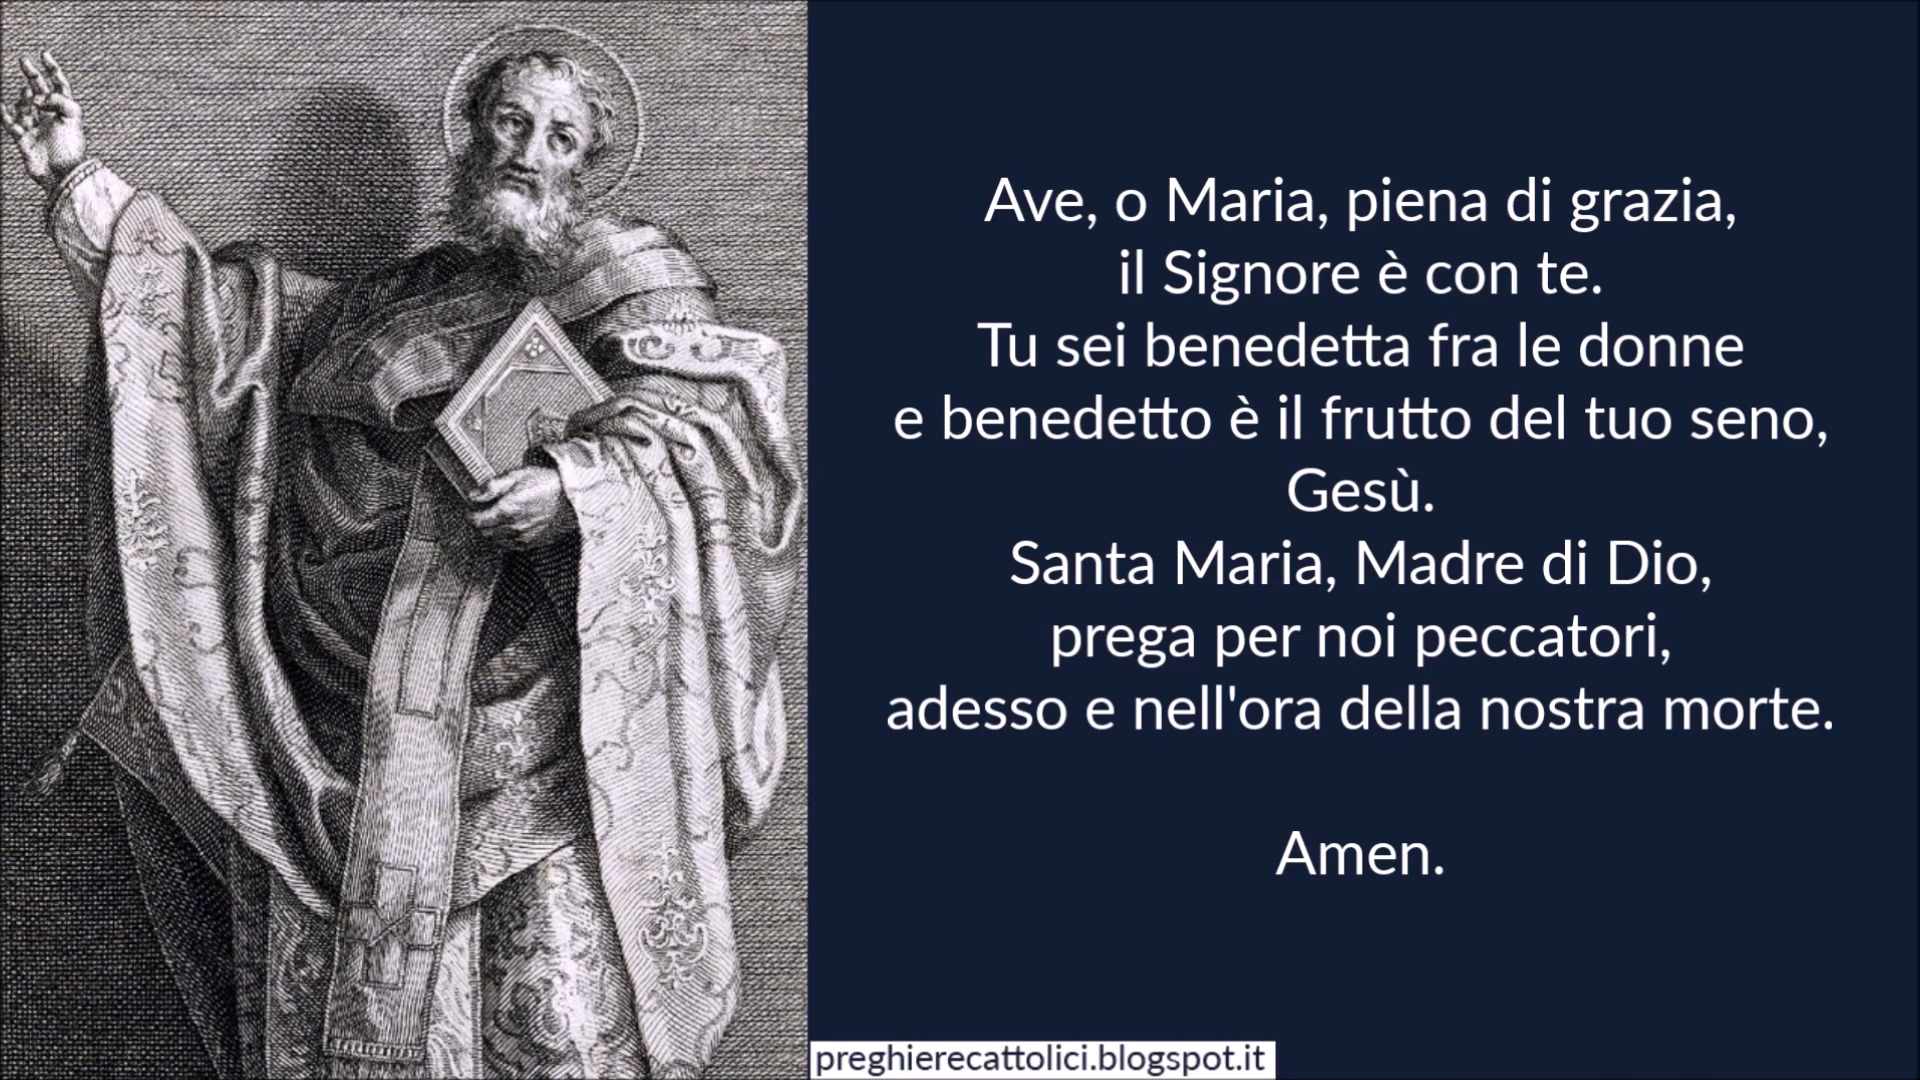 Ave, o Maria, piena di grazia,
il Signore è con te.
Tu sei benedetta fra le donne
e benedetto è il frutto del tuo seno,
Gesù.
Santa Maria, Madre di Dio,
prega per noi peccatori,
adesso e nell'ora della nostra morte.
Amen.
preghierecattolici.blogspot.it